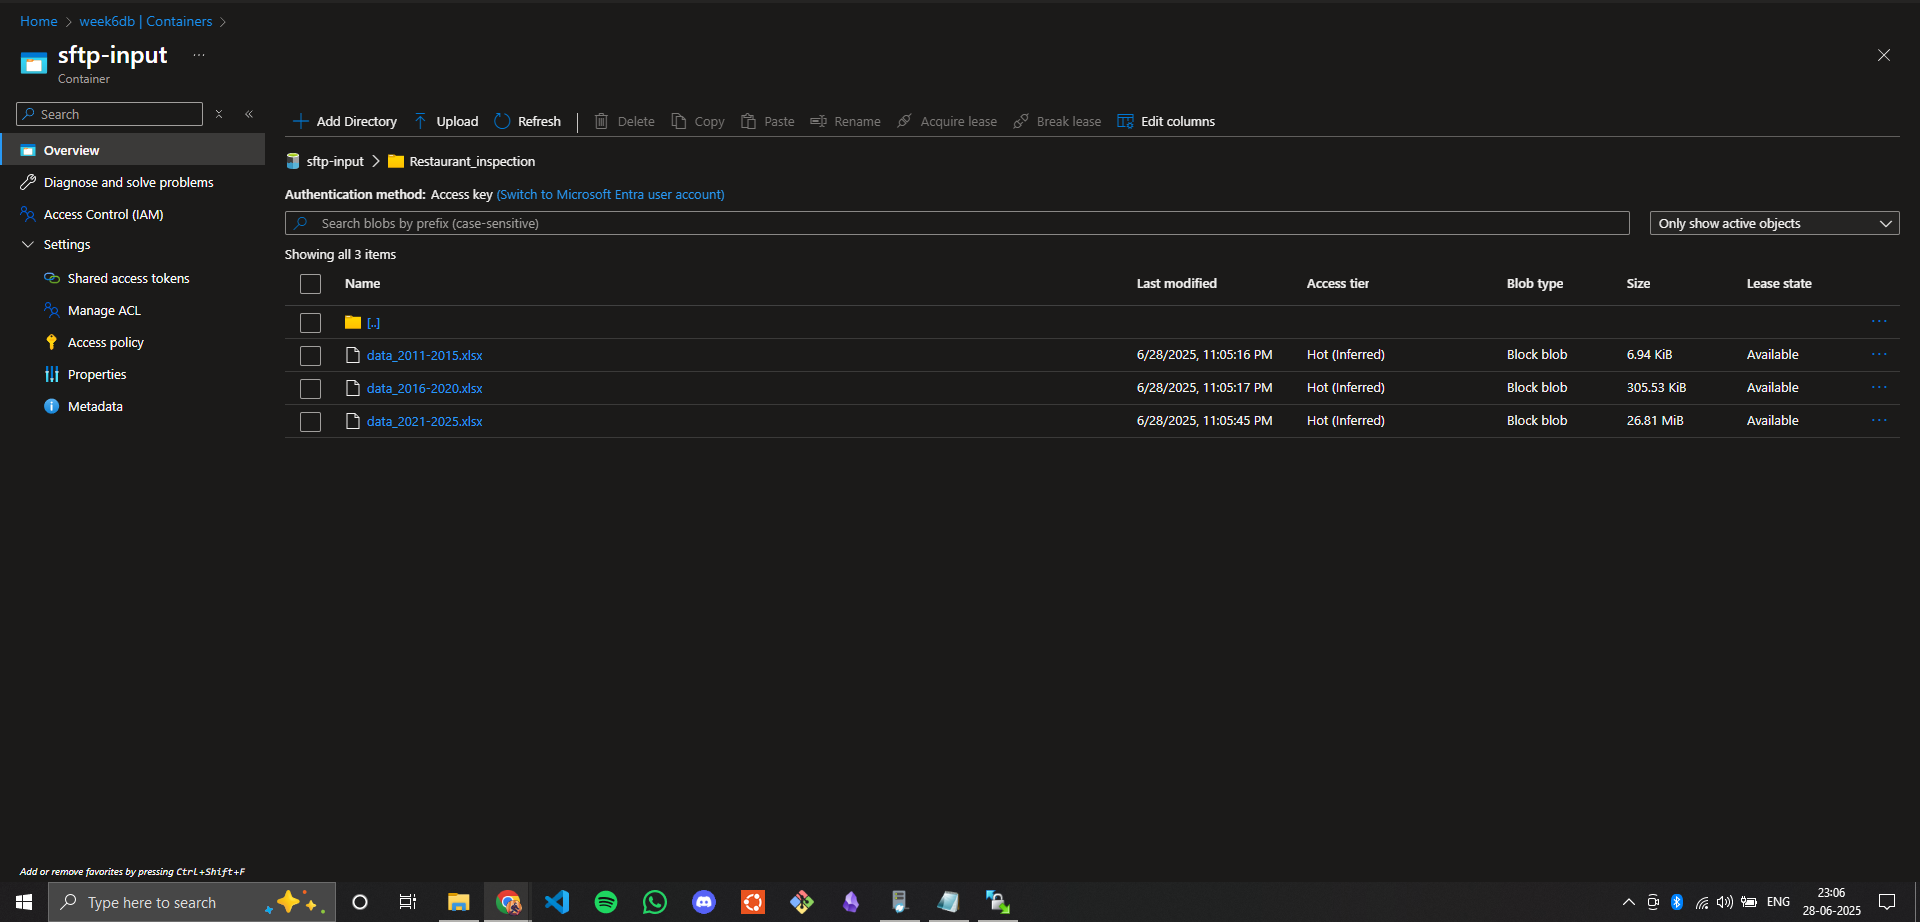 Home > week6db | Containers >
sftp-input ...
Container
Search
Overview
Diagnose and solve problems
Access Control (IAM)
Settings
Shared access tokens
Manage ACL
Access policy
Properties
Metadata
Add Directory Upload Refresh | Delete Copy Paste Rename Acquire lease Break lease Edit columns
sftp-input > Restaurant_inspection
Authentication method: Access key (Switch to Microsoft Entra user account)
Search blobs by prefix (case-sensitive) Only show active objects
Showing all 3 items
Name Last modified Access tier Blob type Size Lease state
[..] ...
data_2011-2015.xlsx 6/28/2025, 11:05:16 PM Hot (Inferred) Block blob 6.94 KiB Available ...
data_2016-2020.xlsx 6/28/2025, 11:05:17 PM Hot (Inferred) Block blob 305.53 KiB Available ...
data_2021-2025.xlsx 6/28/2025, 11:05:45 PM Hot (Inferred) Block blob 26.81 MiB Available ...
Add or remove favorites by pressing Ctrl+Shift+F
Type here to search
ENG
23:06
28-06-2025